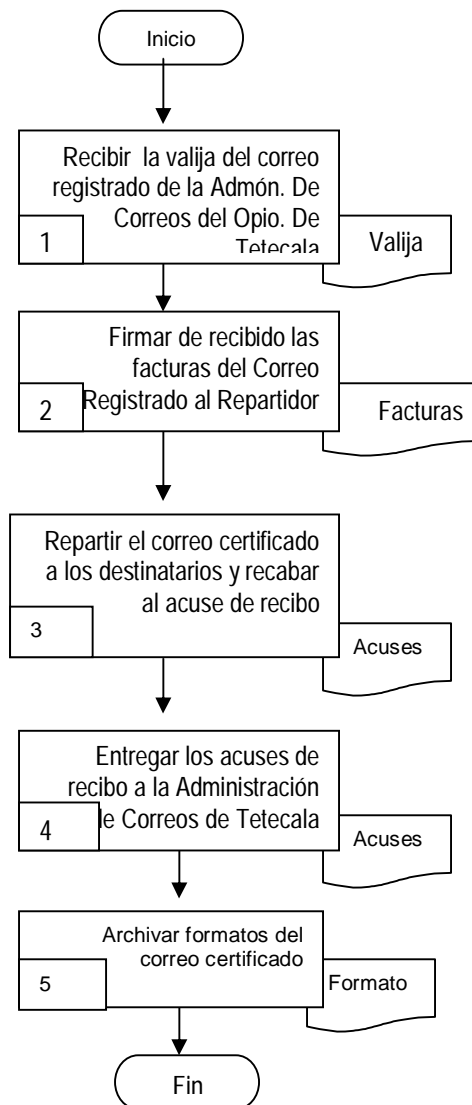 Inicio
Recibir la valija del correo
registrado de la Admón. De
Correos del Opio. De
Tetecala
1
Valija
Firmar de recibido las
facturas del Correo
Registrado al Repartidor
2
Facturas
Repartir el correo certificado
a los destinatarios y recabar
al acuse de recibo
3
Acuses
Entregar los acuses de
recibo a la Administración
de Correos de Tetecala
4
Acuses
Archivar formatos del
correo certificado
5
Formato
Fin